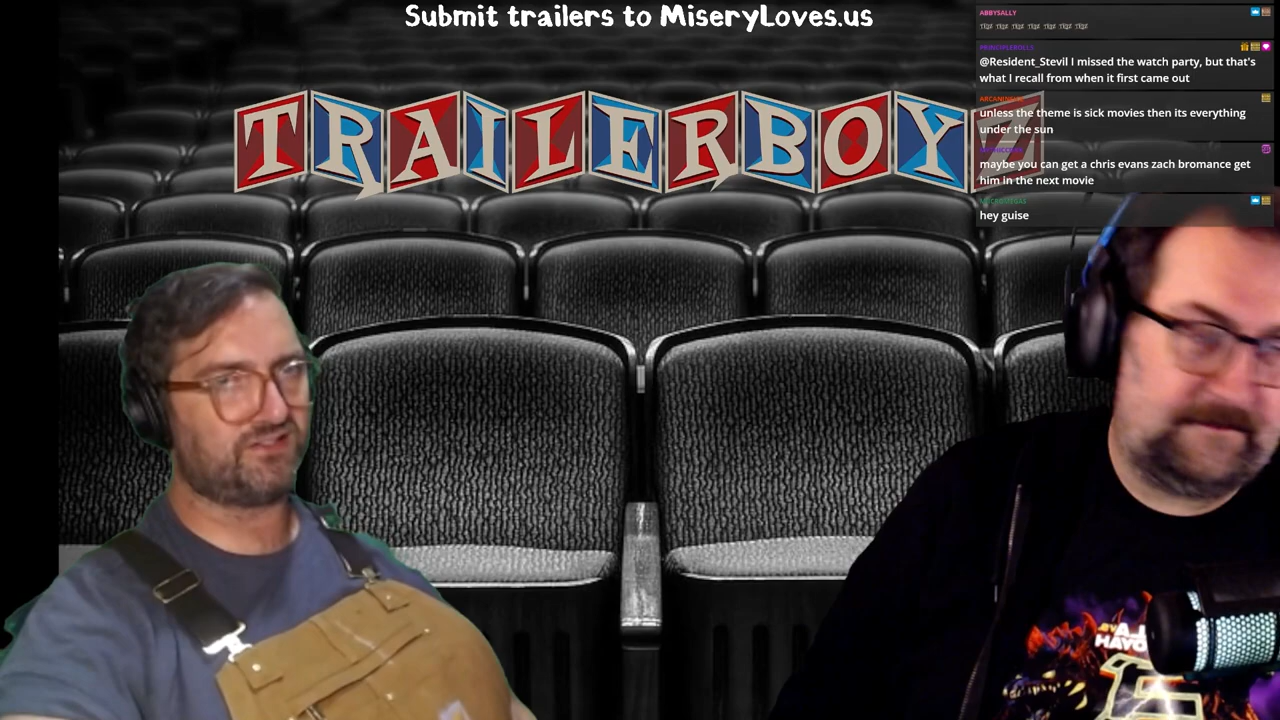 Submit trailers to MiseryLoves.us
TRAILERBOYZ
ABBYSALLY
@Resident_Stevil I missed the watch party, but that's
what I recall from when it first came out
unless the theme is sick movies then its everything
under the sun
maybe you can get a chris evans zach bromance get
him in the next movie
hey guise